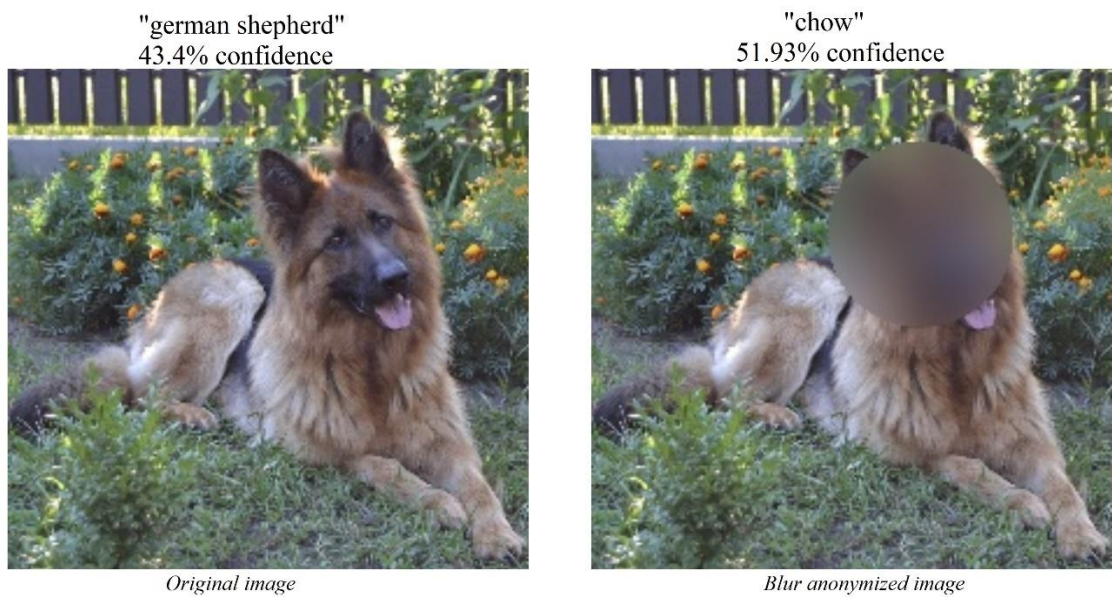 "german shepherd"
43.4% confidence
"chow"
51.93% confidence
Original image
Blur anonymized image